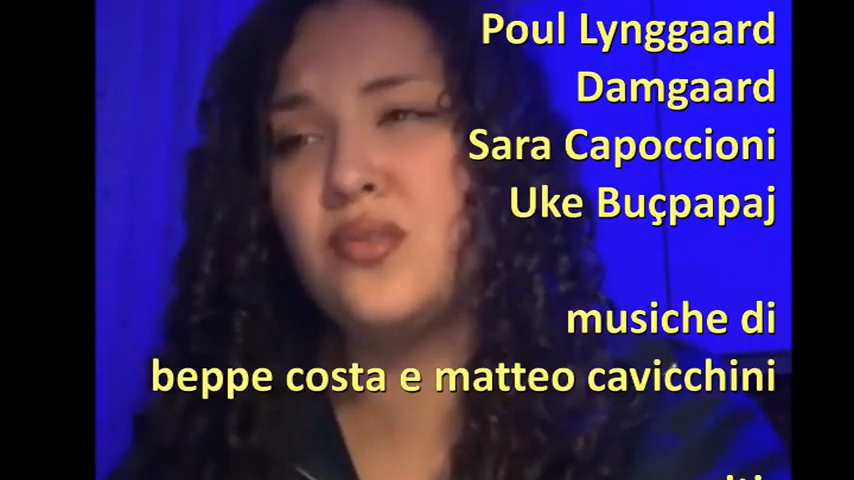 Poul Lynggaard
Damgaard
Sara Capoccioni
Uke Buçpapaj
musiche di
beppe costa e matteo cavicchini